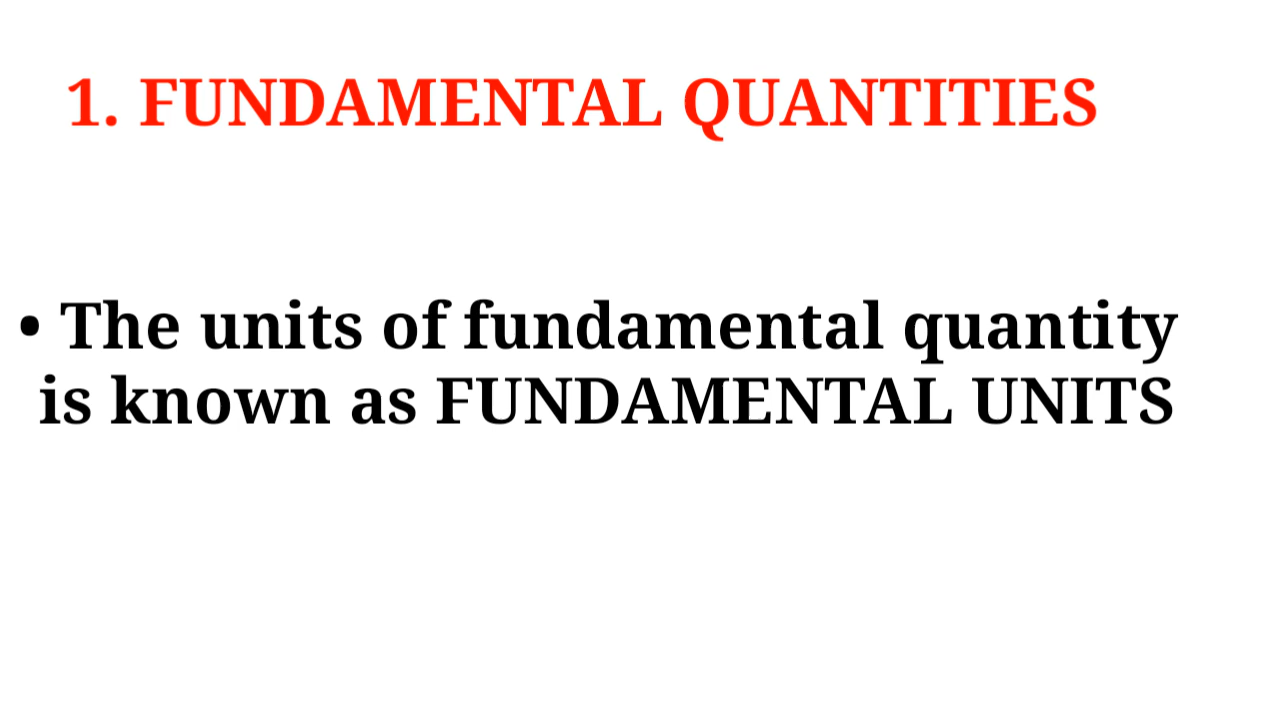 1. FUNDAMENTAL QUANTITIES
• The units of fundamental quantity
is known as FUNDAMENTAL UNITS